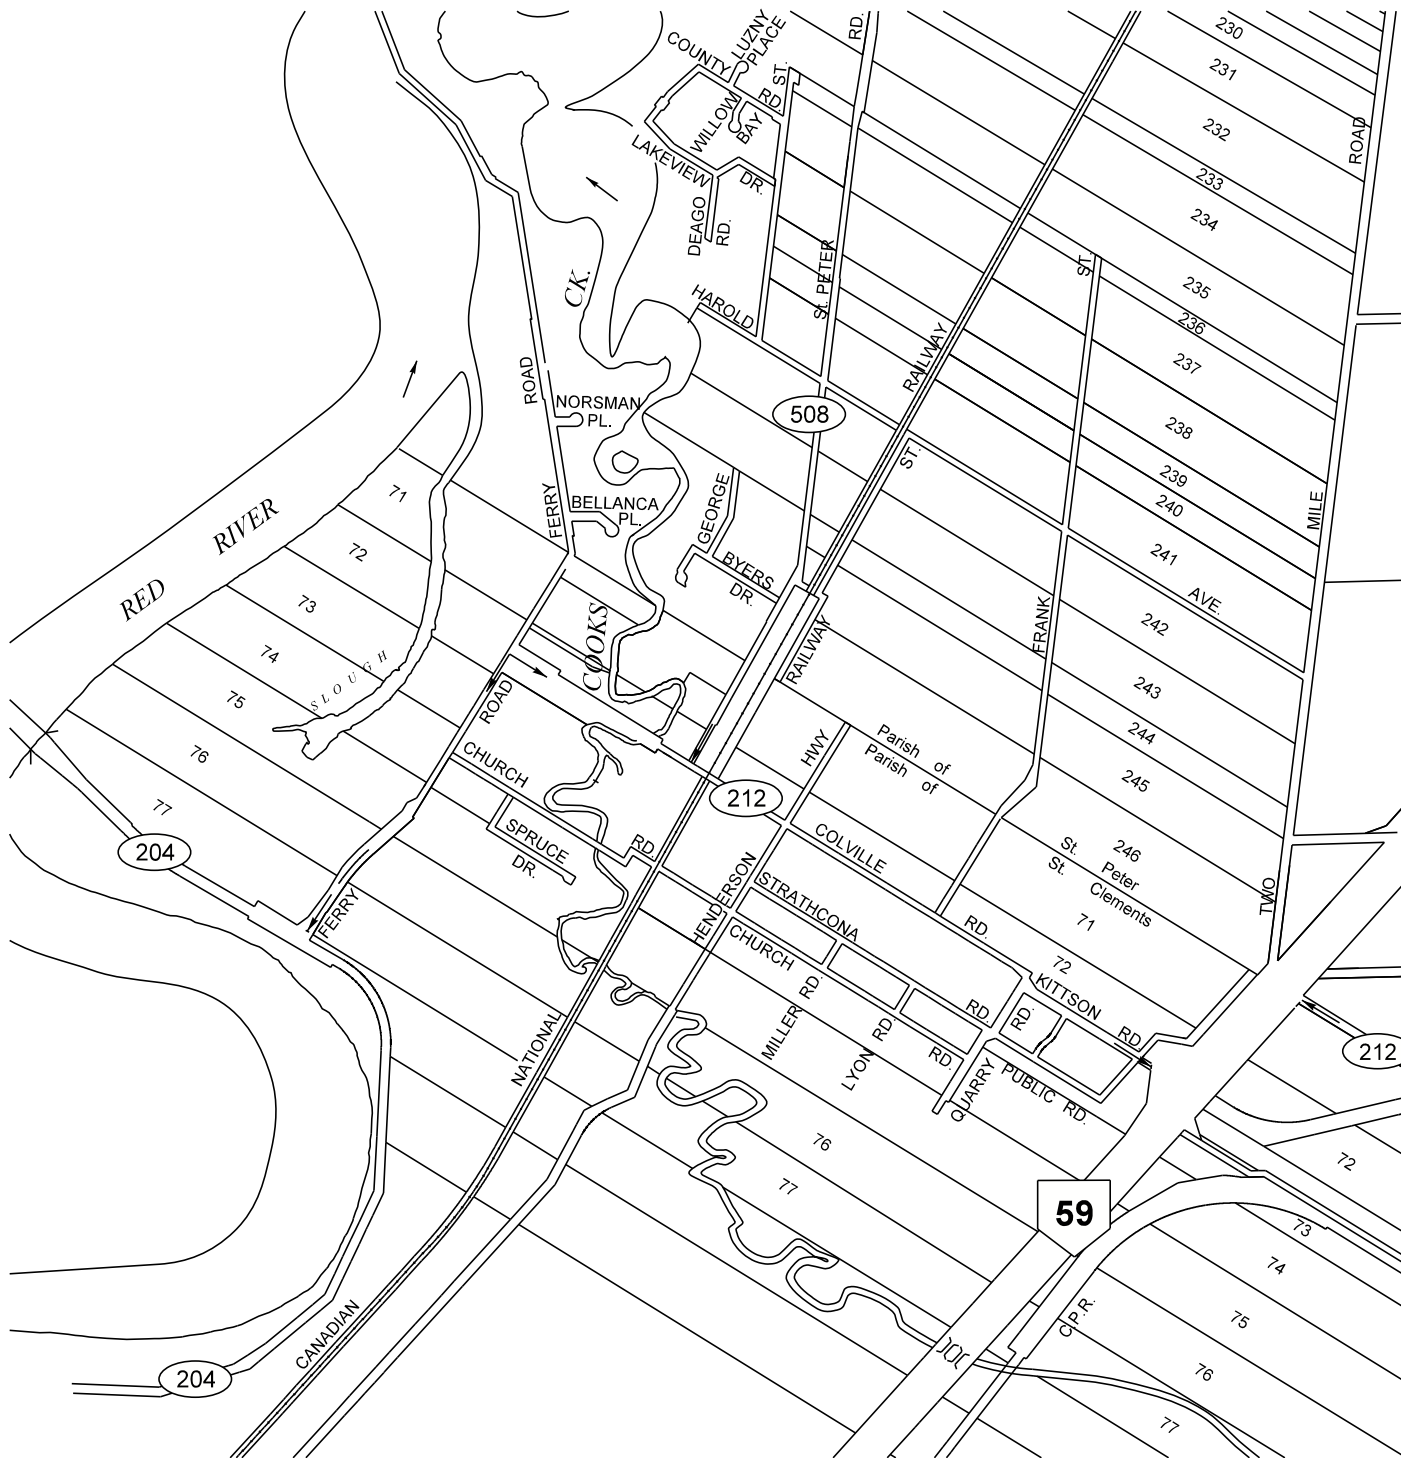 LUZNY
PLACE
COUNTY
RD.
ST.
RD.
WILLOW
BAY
LAKEVIEW
DR.
DEAGO
RD.
230
231
232
233
234
235
236
237
238
239
240
241
242
243
244
245
246
ROAD
MILE
TWO
CK.
HAROLD
St. PETER
ST.
RAILWAY
ST.
508
ROAD
NORSMAN
PL.
BELLANCA
PL.
FERRY
GEORGE
BYERS
DR.
AVE.
FRANK
RED RIVER
71
72
73
74
75
76
77
SLOUGH
COOKS
ROAD
RAILWAY
HWY
Parish of
Parish of
St. Peter
St. Clements
CHURCH
RD.
SPRUCE
DR.
212
204
FERRY
COLVILLE
RD.
HENDERSON
STRATHCONA
RD.
CHURCH
RD.
71
72
KITTSON
RD.
RD.
MILLER
RD.
LYON
RD.
QUARRY
PUBLIC RD.
NATIONAL
212
76
77
59
72
73
74
75
76
77
C.P.R.
CANADIAN
204